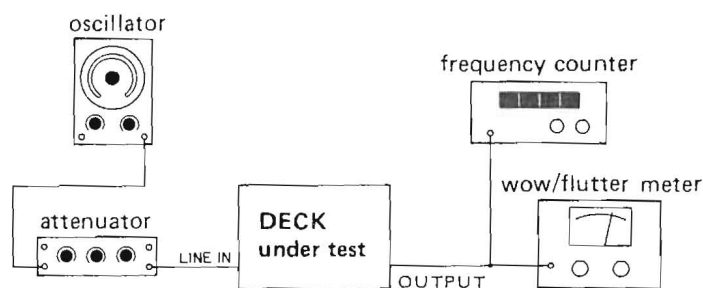 oscillator
frequency counter
wow/flutter meter
attenuator
DECK
under test
LINE IN
OUTPUT